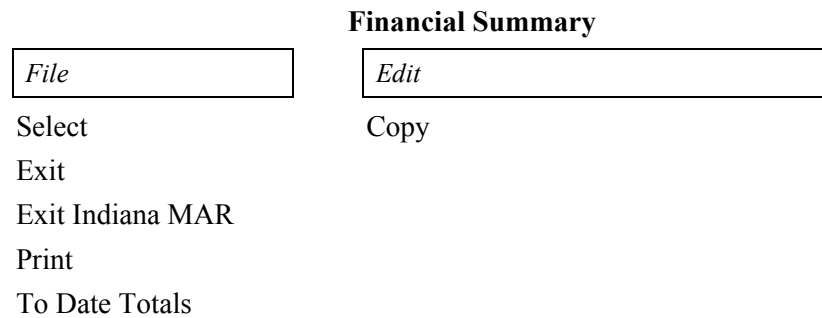 Financial Summary
File Edit
Select Copy
Exit
Exit Indiana MAR
Print
To Date Totals